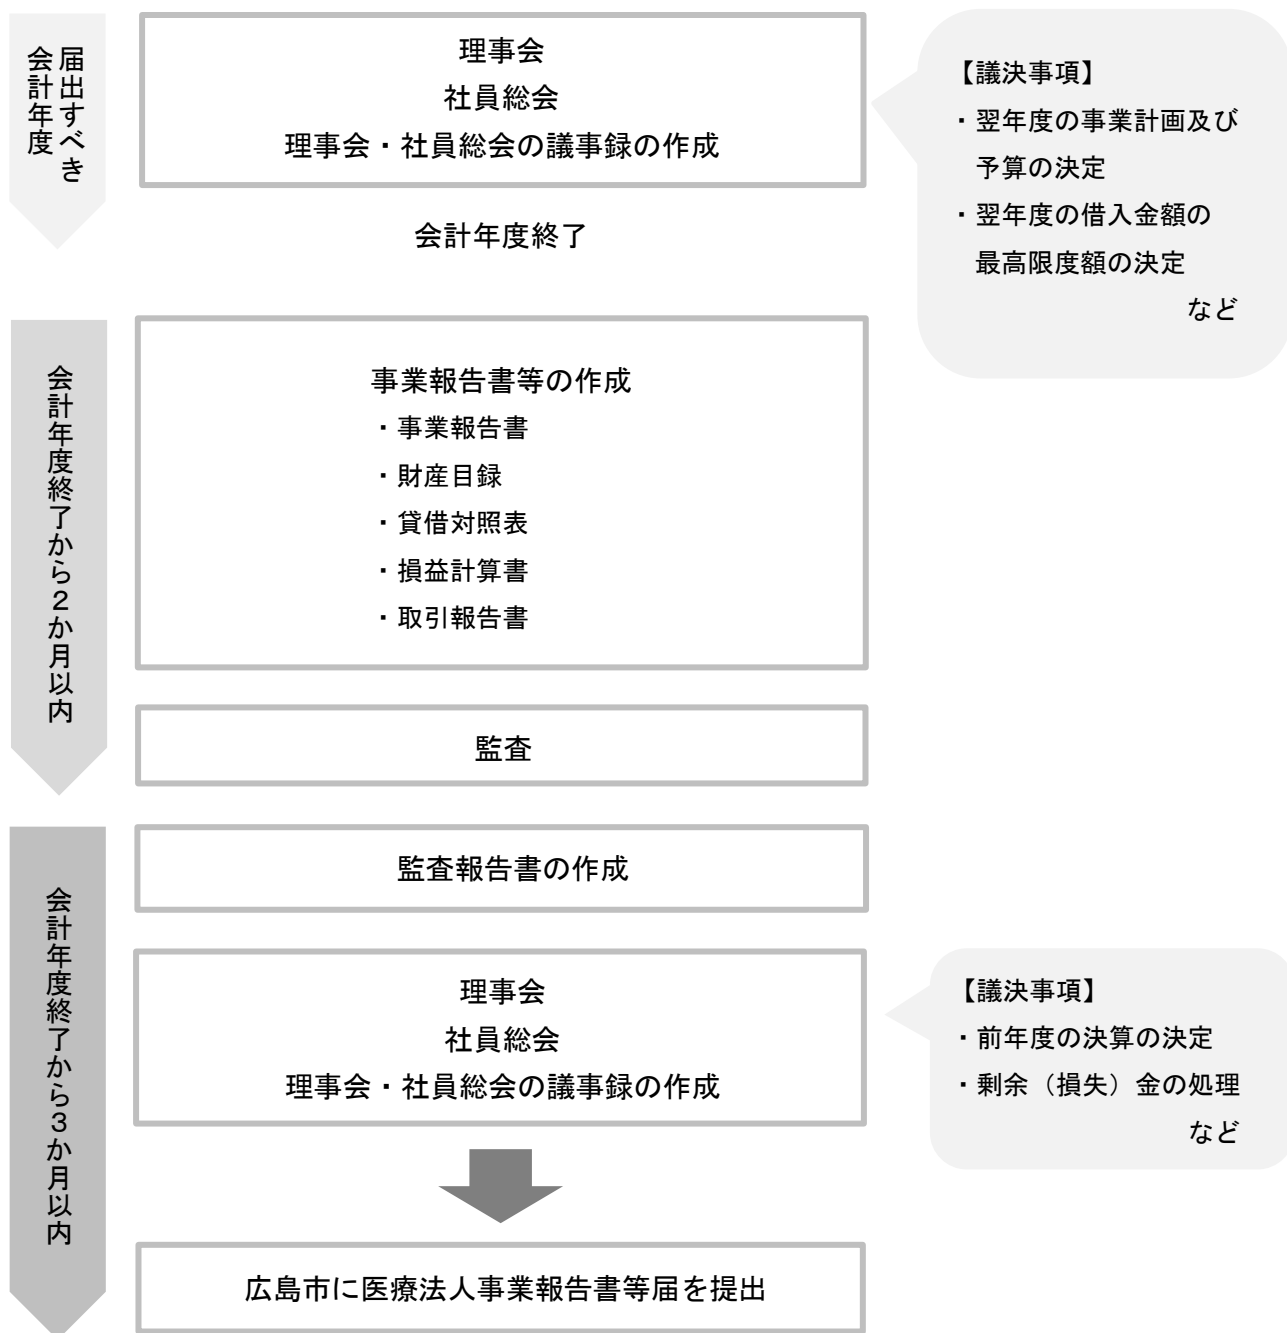 届出すべき
会計年度
理事会
社員総会
理事会・社員総会の議事録の作成
【議決事項】
・翌年度の事業計画及び
予算の決定
・翌年度の借入金額の
最高限度額の決定
など
会計年度終了
会計年度終了から２か月以内
事業報告書等の作成
・事業報告書
・財産目録
・貸借対照表
・損益計算書
・取引報告書
監査
会計年度終了から３か月以内
監査報告書の作成
理事会
社員総会
理事会・社員総会の議事録の作成
【議決事項】
・前年度の決算の決定
・剰余（損失）金の処理
など
広島市に医療法人事業報告書等届を提出